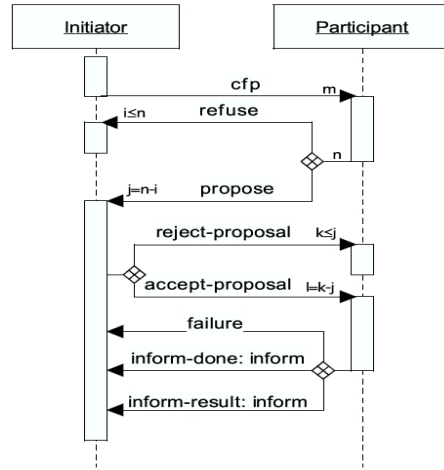 Initiator
Participant
cfp
m
i≤n
refuse
n
j=n-i
propose
reject-proposal
k≤j
accept-proposal
l=k-j
failure
inform-done: inform
inform-result: inform